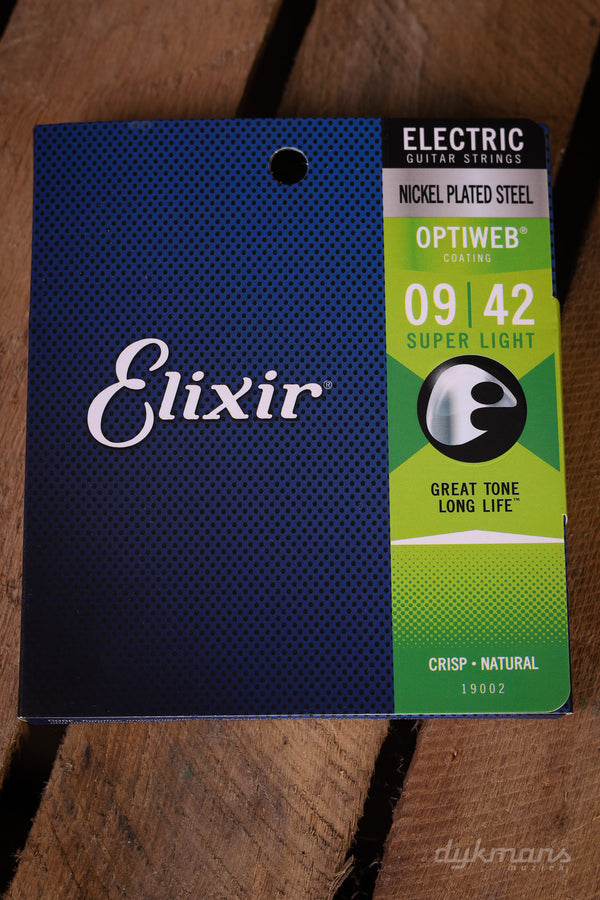 ELECTRIC
GUITAR STRINGS
NICKEL PLATED STEEL
OPTIWEB®
COATING
09 | 42
SUPER LIGHT
Elixir®
GREAT TONE
LONG LIFE™
CRISP • NATURAL
19002
dykmans
muziek